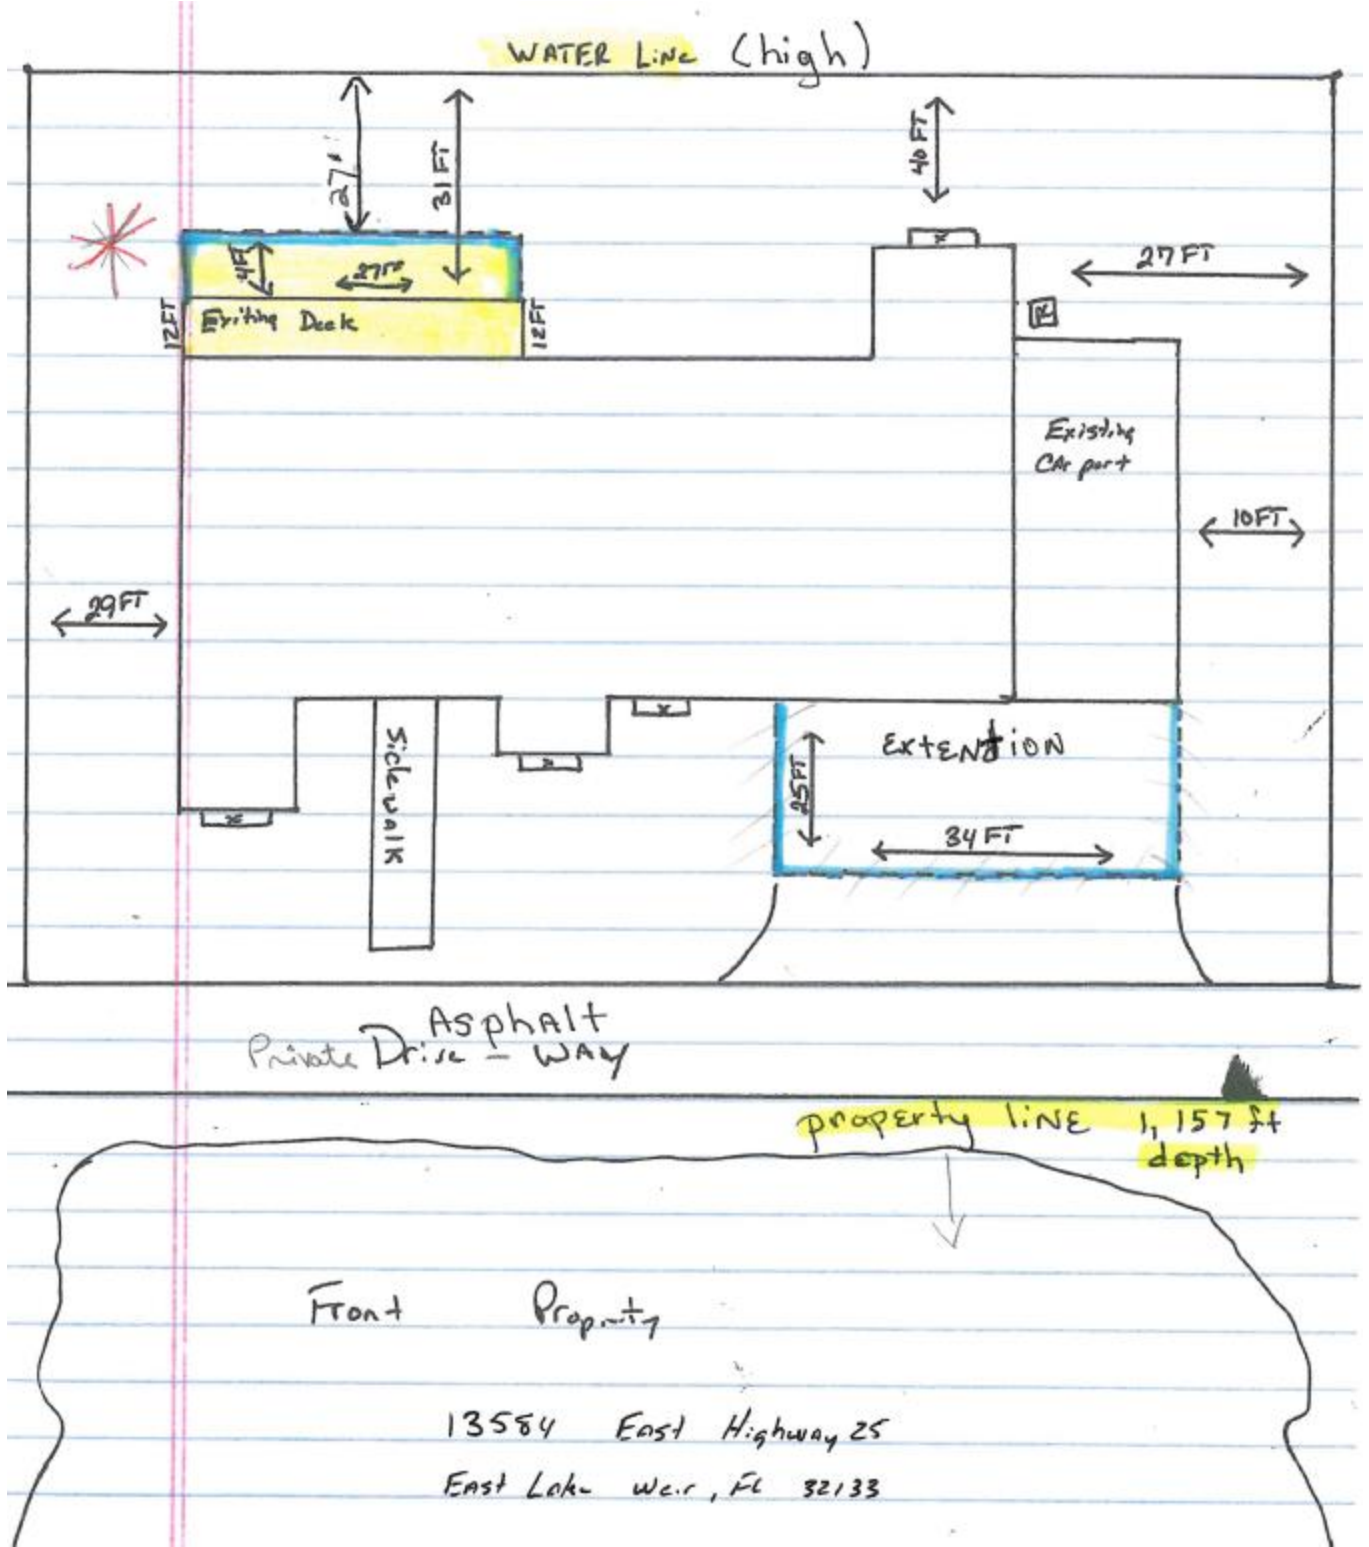 WATER LiNe (high)
27'
31 FT
40 FT
27 FT
4FT
27FT
12FT
Exiting Deck
12FT
R
Existing
CAr port
10FT
29 FT
x
Sidewalk
x
x
x
EXtENtiON
25FT
34 FT
Asphalt
Private Drive - WAy
property liNE 1,157 ft
depth
Front Property
13584 East Highway 25
East Lake Weir, FL 32133